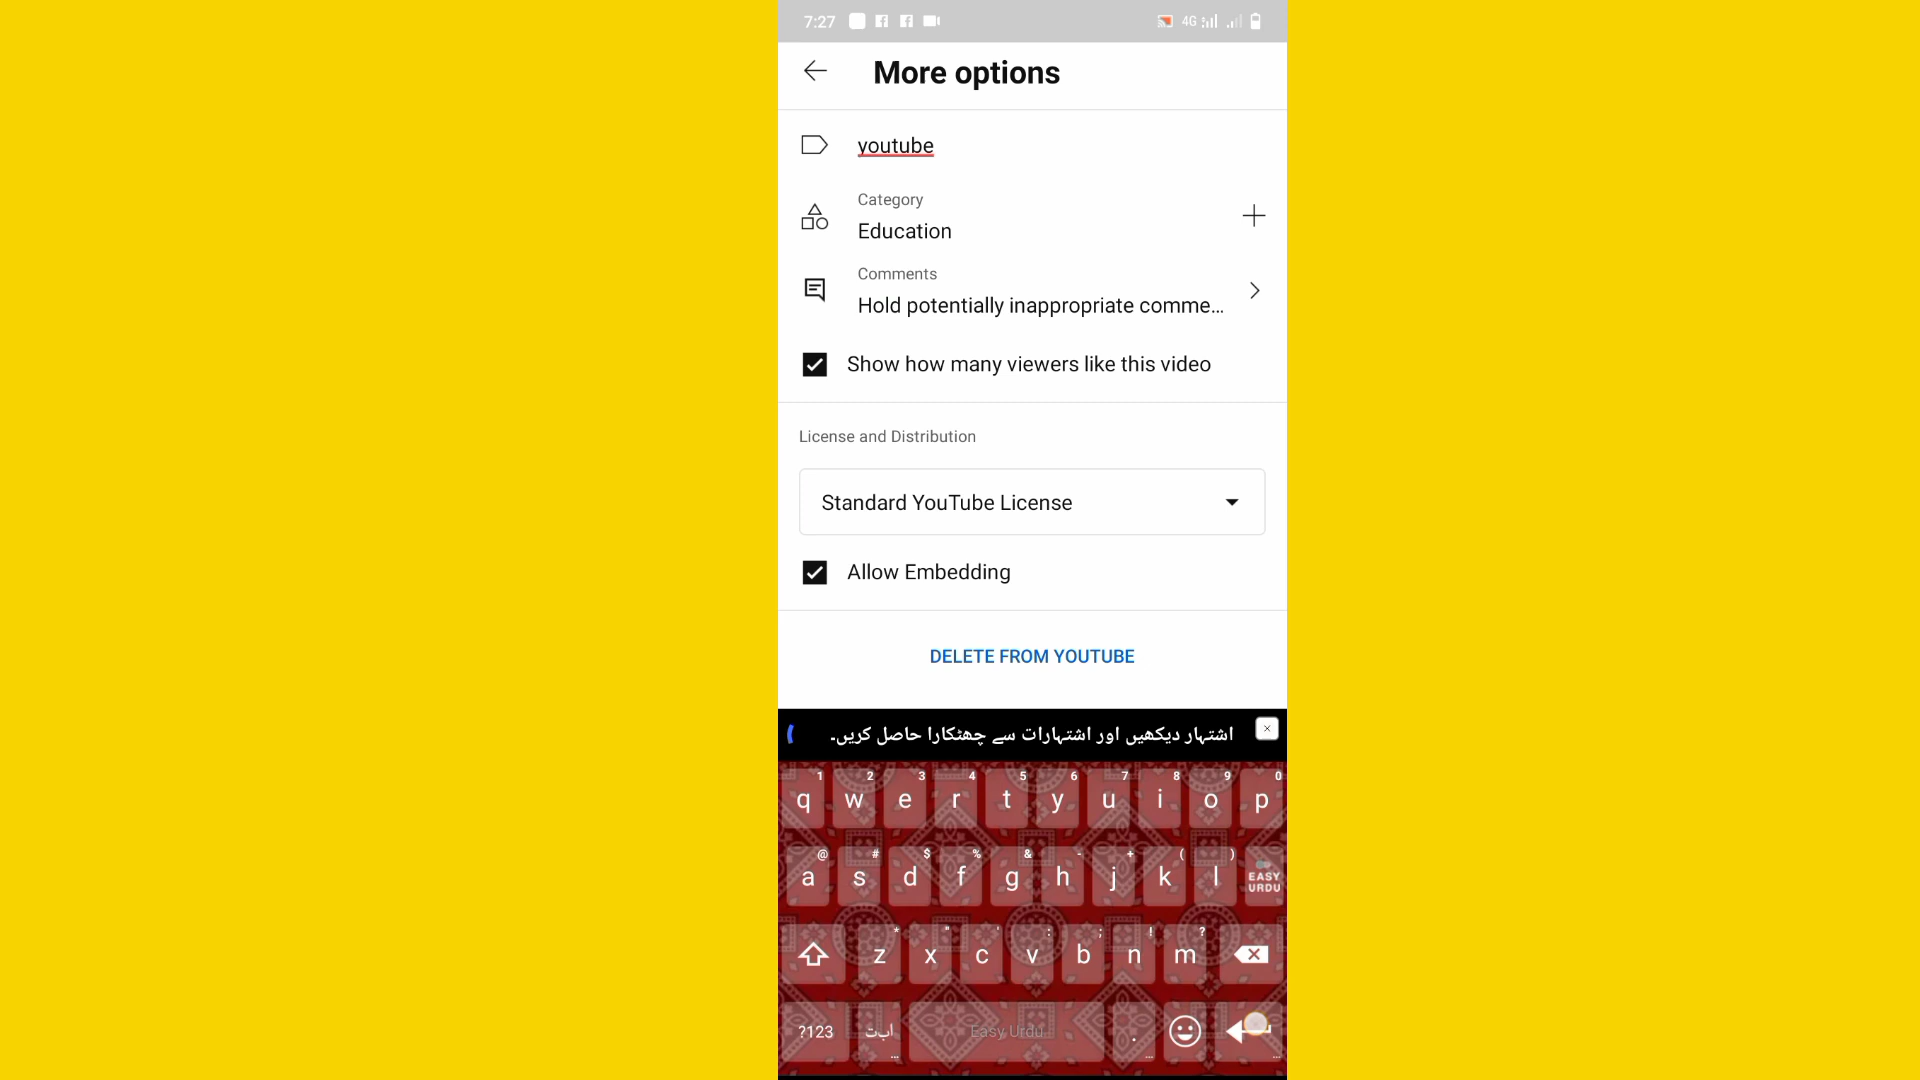 7:27 4G
More options
youtube
Category
Education
Comments
Hold potentially inappropriate comme...
Show how many viewers like this video
License and Distribution
Standard YouTube License
Allow Embedding
DELETE FROM YOUTUBE
اشتہار دیکھیں اور اشتہارات سے چھٹکارا حاصل کریں۔
1 2 3 4 5 6 7 8 9 0
q w e r t y u i o p
@ # $ % & - + ( )
a s d f g h j k l EASY URDU
* " ' : ; ! ?
z x c v b n m
?123 ابت Easy Urdu .